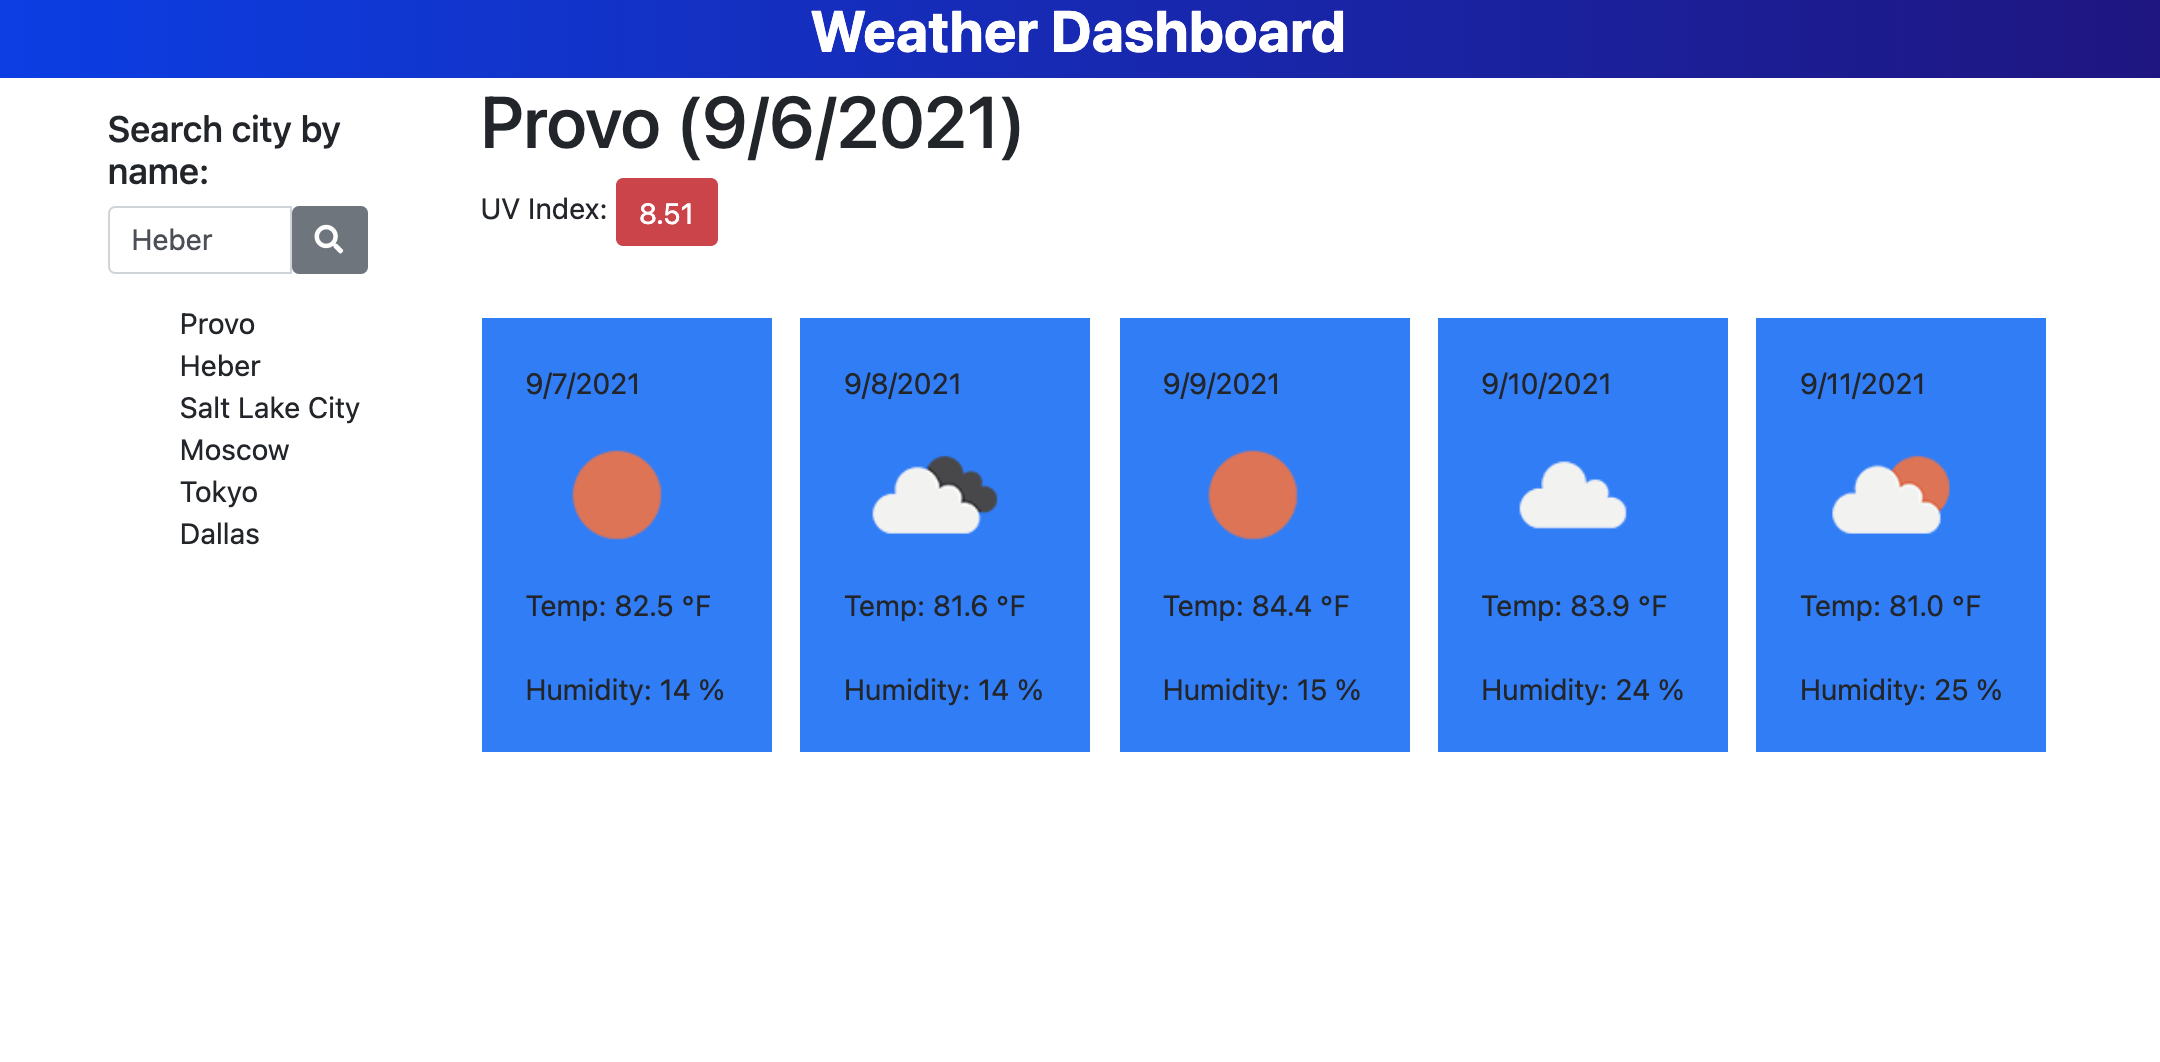 Weather Dashboard
Search city by
name:
Heber
Provo
Heber
Salt Lake City
Moscow
Tokyo
Dallas
Provo (9/6/2021)
UV Index: 8.51
9/7/2021
Temp: 82.5 °F
Humidity: 14 %
9/8/2021
Temp: 81.6 °F
Humidity: 14 %
9/9/2021
Temp: 84.4 °F
Humidity: 15 %
9/10/2021
Temp: 83.9 °F
Humidity: 24 %
9/11/2021
Temp: 81.0 °F
Humidity: 25 %